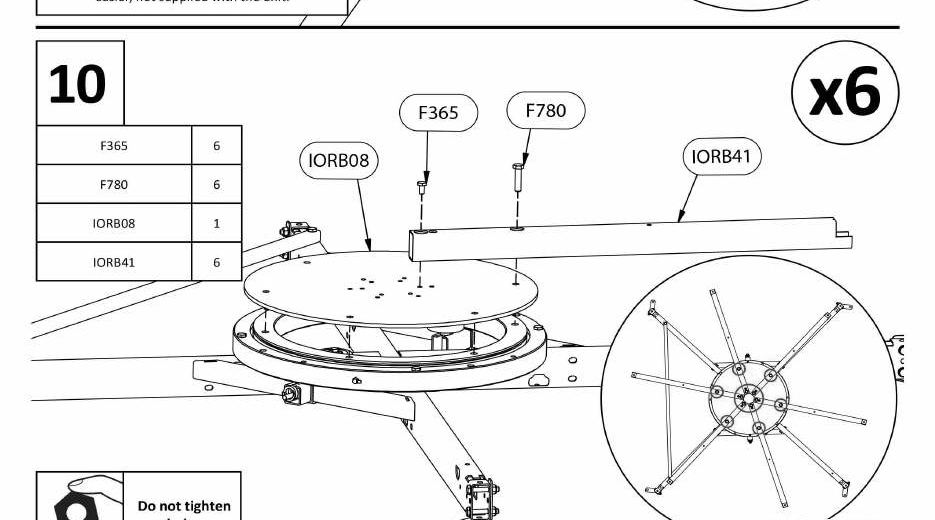 10
x6
F365 6
F780 6
IORB08 1
IORB41 6
F365
F780
IORB08
IORB41
Do not tighten